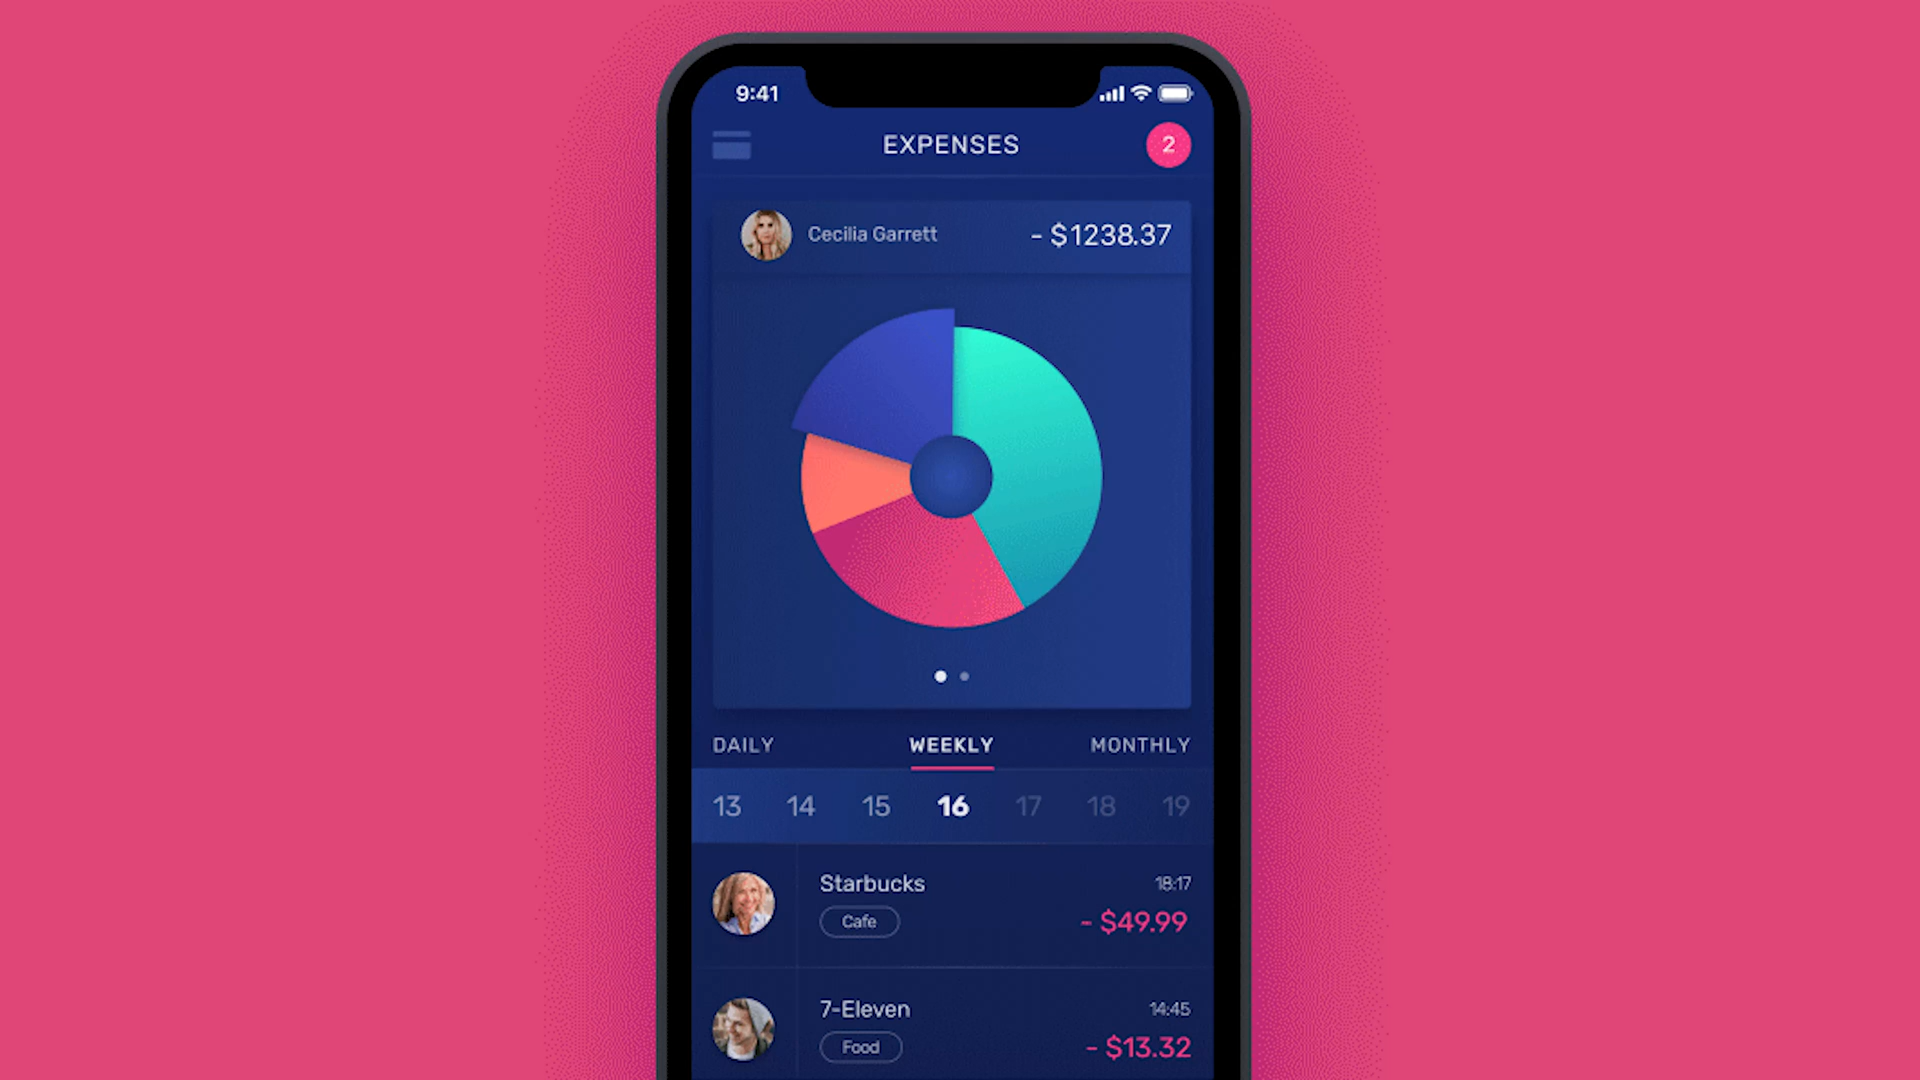 9:41
EXPENSES
2
Cecilia Garrett
- $1238.37
DAILY WEEKLY MONTHLY
13 14 15 16 17 18 19
Starbucks 18:17
Cafe - $49.99
7-Eleven 14:45
Food - $13.32